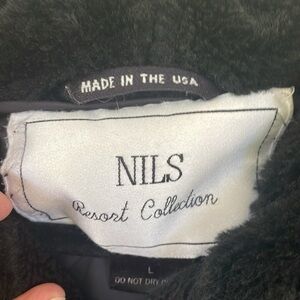 MADE IN THE USA
NILS
Resort Collection
L
DO NOT DRY